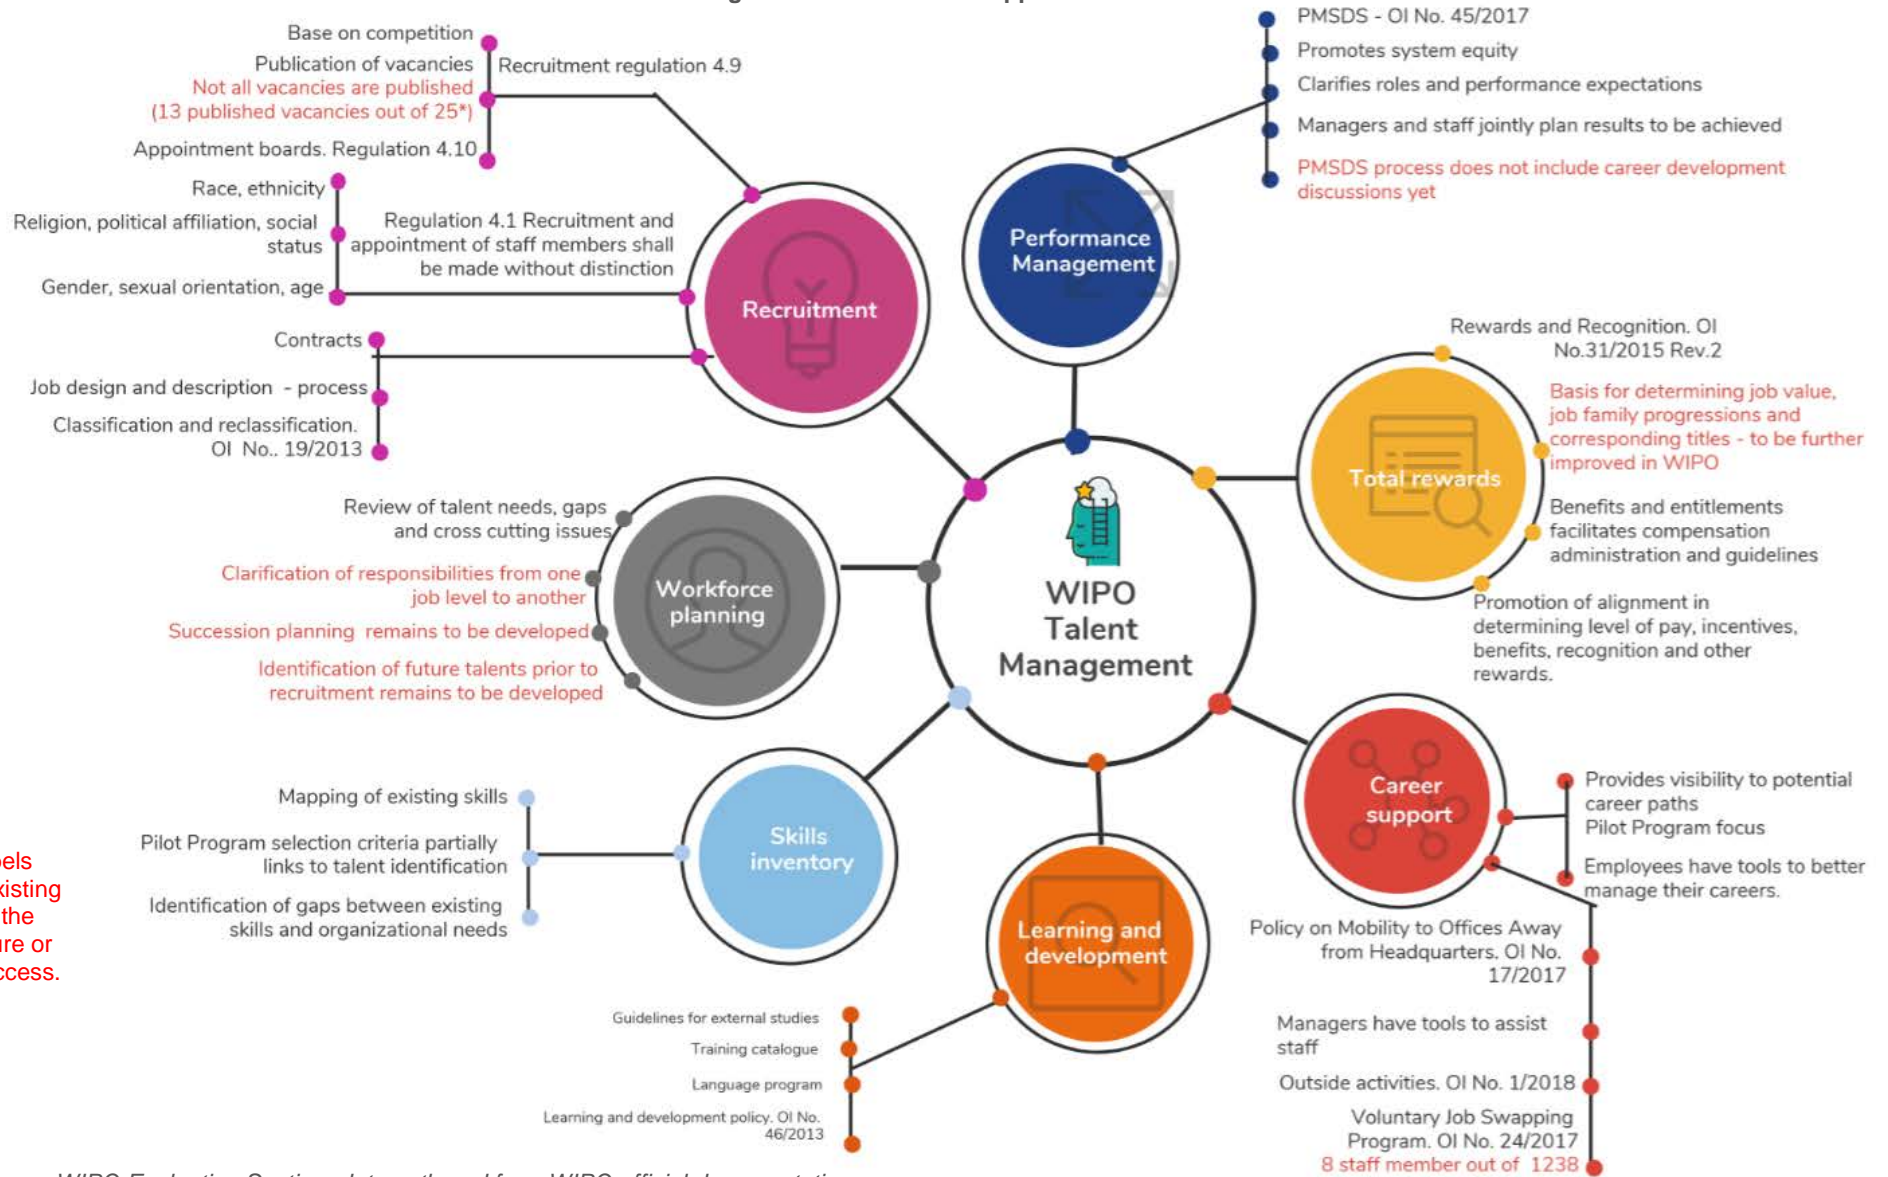 Base on competition
Publication of vacancies
Not all vacancies are published
(13 published vacancies out of 25*)
Recruitment regulation 4.9
Appointment boards. Regulation 4.10
Race, ethnicity
Religion, political affiliation, social
status
Gender, sexual orientation, age
Regulation 4.1 Recruitment and
appointment of staff members shall
be made without distinction
Contracts
Job design and description - process
Classification and reclassification.
OI No.. 19/2013
Recruitment
PMSDS - OI No. 45/2017
Promotes system equity
Clarifies roles and performance expectations
Managers and staff jointly plan results to be achieved
PMSDS process does not include career development
discussions yet
Performance
Management
Rewards and Recognition. OI
No.31/2015 Rev.2
Basis for determining job value,
job family progressions and
corresponding titles - to be further
improved in WIPO
Benefits and entitlements
facilitates compensation
administration and guidelines
Promotion of alignment in
determining level of pay, incentives,
benefits, recognition and other
rewards.
Total rewards
Review of talent needs, gaps
and cross cutting issues
Clarification of responsibilities from one
job level to another
Succession planning remains to be developed
Identification of future talents prior to
recruitment remains to be developed
Workforce
planning
WIPO
Talent
Management
Mapping of existing skills
Pilot Program selection criteria partially
links to talent identification
Identification of gaps between existing
skills and organizational needs
Skills
inventory
Career
support
Provides visibility to potential
career paths
Pilot Program focus
Employees have tools to better
manage their careers.
Policy on Mobility to Offices Away
from Headquarters. OI No.
17/2017
Managers have tools to assist
staff
Outside activities. OI No. 1/2018
Voluntary Job Swapping
Program. OI No. 24/2017
8 staff member out of 1238
Learning and
development
Guidelines for external studies
Training catalogue
Language program
Learning and development policy. OI No.
46/2013
the
or